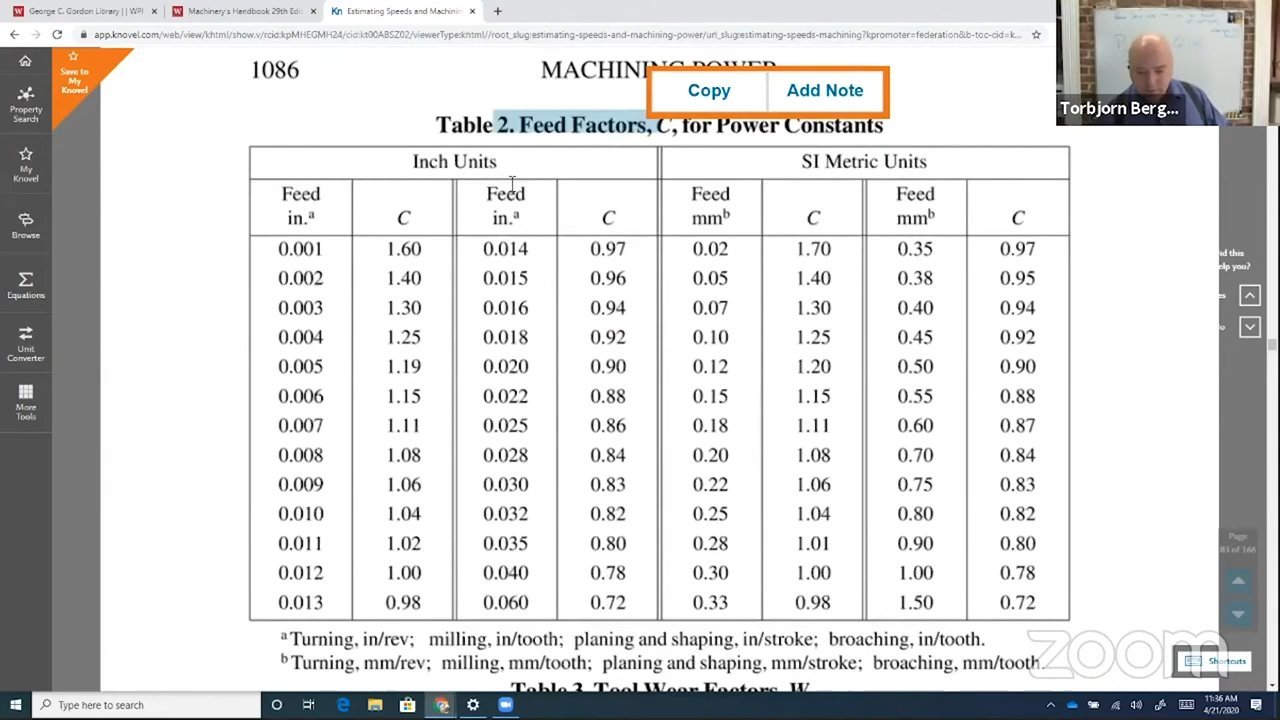 George C. Gordon Library | WPI
Machinery's Handbook 29th Edi
Estimating Speeds and Machinin
app.knovel.com/web/view/khtml/show.v/rcid:kpMHEGMH24/cid:kt00ABSZ02/viewerType:khtml//root_slug:estimating-speeds-and-machining-power/url_slug:estimating-speeds-machining?kpromoter=federation&b-toc-cid=k...
Save to
My
Knovel
Property
Search
My
Knovel
Browse
Equations
Unit
Converter
More
Tools
1086 MACHINING POWER
Copy Add Note
Table 2. Feed Factors, C, for Power Constants
Inch Units SI Metric Units
Feed Feed Feed Feed
in.ᵃ C in.ᵃ C mmᵇ C mmᵇ C
0.001 1.60 0.014 0.97 0.02 1.70 0.35 0.97
0.002 1.40 0.015 0.96 0.05 1.40 0.38 0.95
0.003 1.30 0.016 0.94 0.07 1.30 0.40 0.94
0.004 1.25 0.018 0.92 0.10 1.25 0.45 0.92
0.005 1.19 0.020 0.90 0.12 1.20 0.50 0.90
0.006 1.15 0.022 0.88 0.15 1.15 0.55 0.88
0.007 1.11 0.025 0.86 0.18 1.11 0.60 0.87
0.008 1.08 0.028 0.84 0.20 1.08 0.70 0.84
0.009 1.06 0.030 0.83 0.22 1.06 0.75 0.83
0.010 1.04 0.032 0.82 0.25 1.04 0.80 0.82
0.011 1.02 0.035 0.80 0.28 1.01 0.90 0.80
0.012 1.00 0.040 0.78 0.30 1.00 1.00 0.78
0.013 0.98 0.060 0.72 0.33 0.98 1.50 0.72
ᵃ Turning, in/rev; milling, in/tooth; planing and shaping, in/stroke; broaching, in/tooth.
ᵇ Turning, mm/rev; milling, mm/tooth; planing and shaping, mm/stroke; broaching, mm/tooth.
Table 3. Tool Wear Factors, W
Torbjorn Berg...
did this
elp you?
Page
83 of 166
zoom
Shortcuts
Type here to search
11:36 AM
4/21/2020